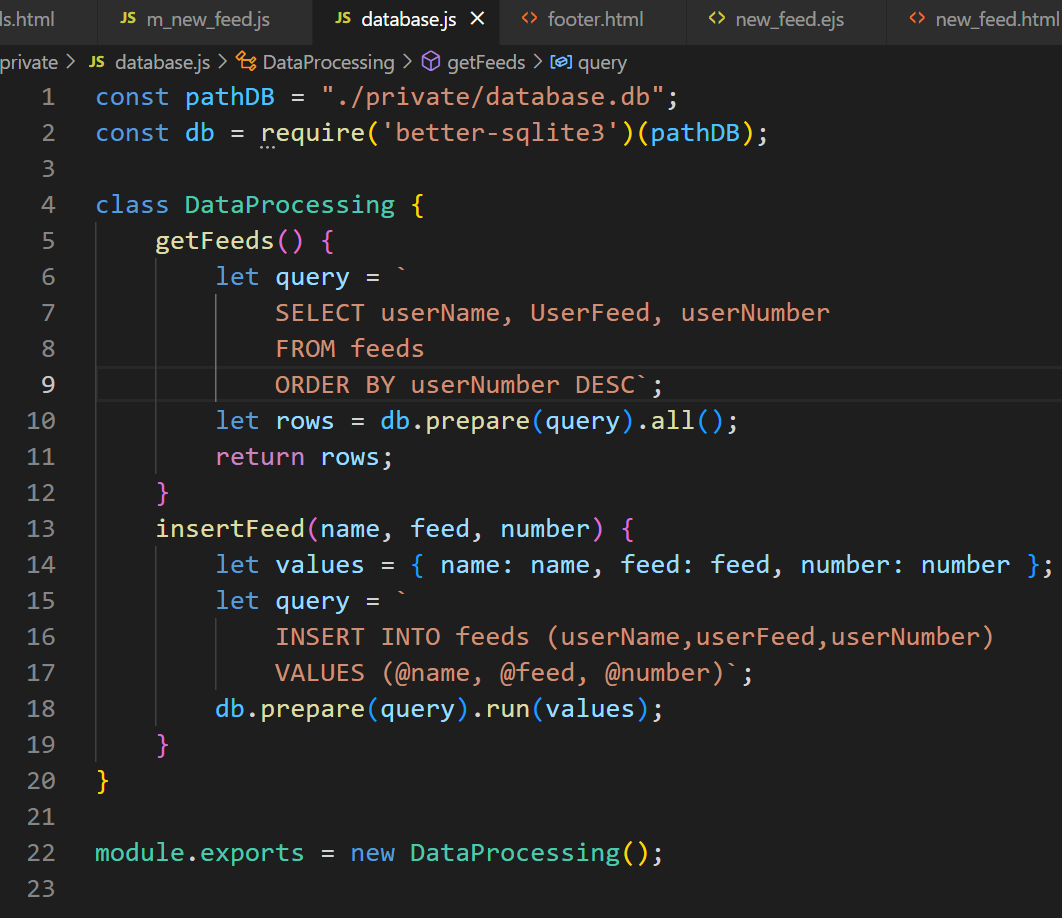 ls.html JS m_new_feed.js JS database.js × <> footer.html <> new_feed.ejs <> new_feed.html
private > JS database.js > DataProcessing > getFeeds > query
1 const pathDB = "./private/database.db";
2 const db = require('better-sqlite3')(pathDB);
3
4 class DataProcessing {
5     getFeeds() {
6         let query = `
7             SELECT userName, UserFeed, userNumber
8             FROM feeds
9             ORDER BY userNumber DESC`;
10         let rows = db.prepare(query).all();
11         return rows;
12     }
13     insertFeed(name, feed, number) {
14         let values = { name: name, feed: feed, number: number };
15         let query = `
16             INSERT INTO feeds (userName,userFeed,userNumber)
17             VALUES (@name, @feed, @number)`;
18         db.prepare(query).run(values);
19     }
20 }
21
22 module.exports = new DataProcessing();
23